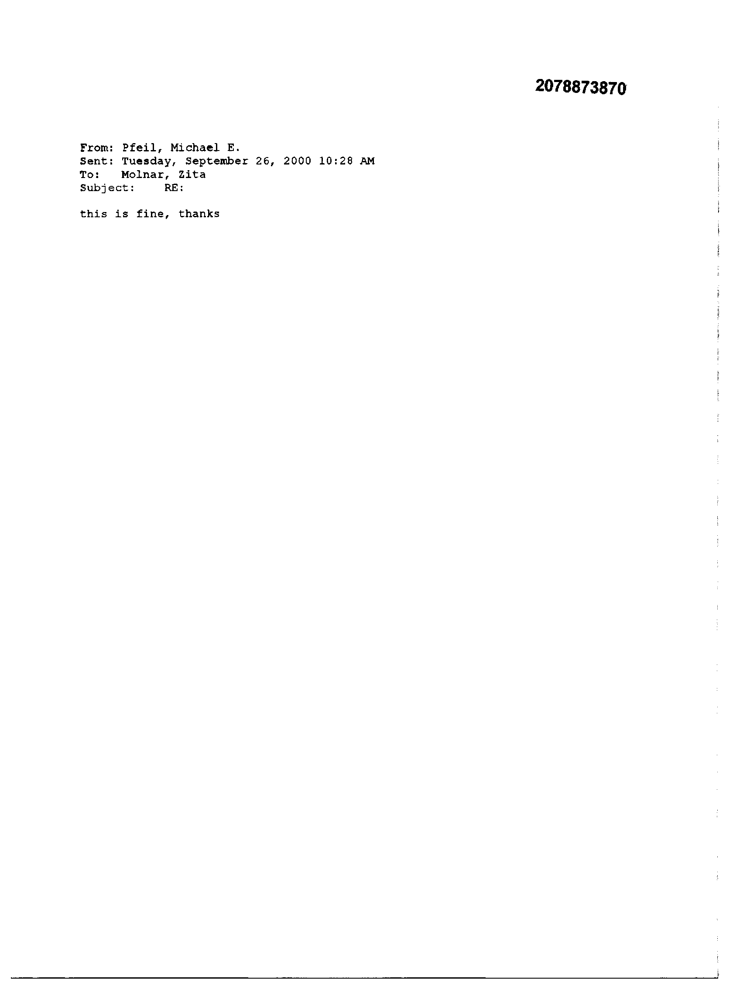 2078873870
From: Pfeil, Michael E.
Sent: Tuesday, September 26, 2000 10:28 AM
To: Molnar, Zita
Subject: RE:
this is fine, thanks